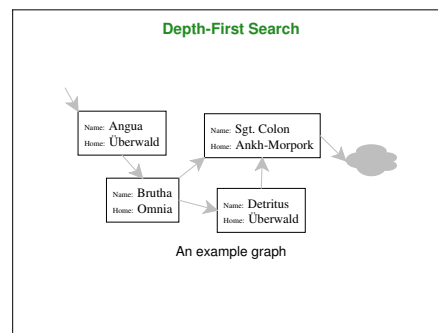 Depth-First Search
Name: Angua
Home: Überwald
Name: Sgt. Colon
Home: Ankh-Morpork
Name: Brutha
Home: Omnia
Name: Detritus
Home: Überwald
An example graph